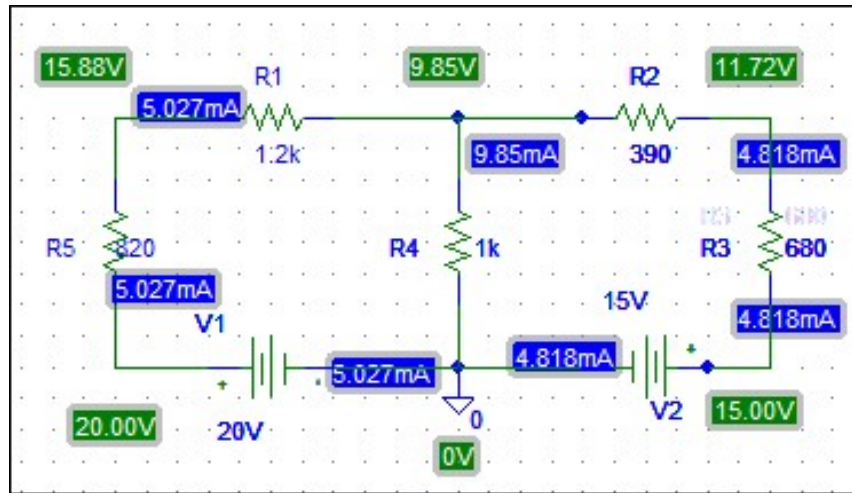 15.88V 9.85V 11.72V
R1 R2
5.027mA
1.2k 9.85mA 390 4.818mA
R3 680
R5 820 R4 1k R3 680
5.027mA
15V
V1 4.818mA
+ - 5.027mA 4.818mA +
20.00V 20V 0 V2 15.00V
0V